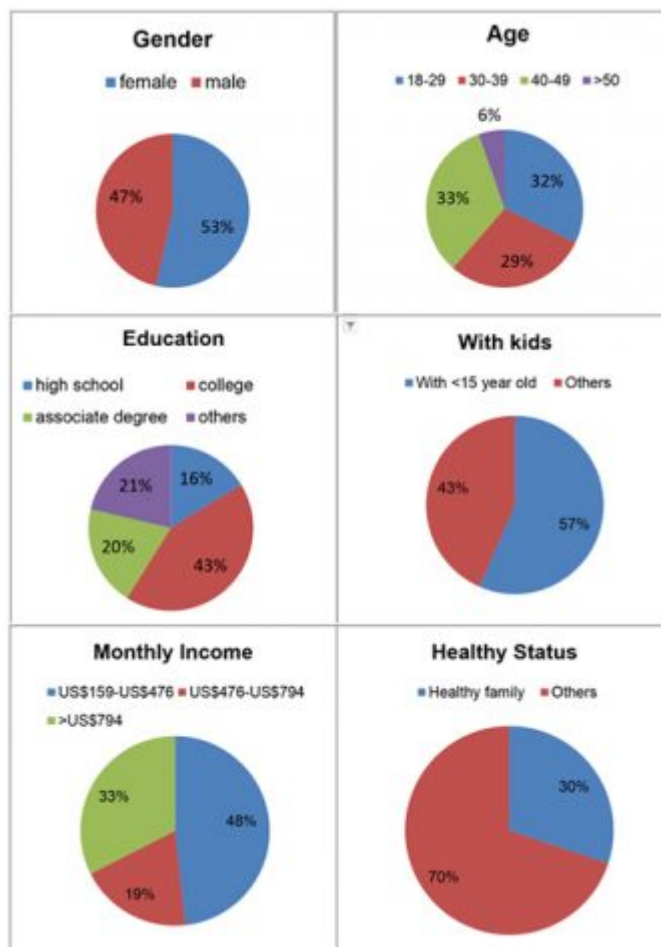 Gender
female male
47%
53%
Age
18-29 30-39 40-49 >50
6%
32%
33%
29%
Education
high school college
associate degree others
21% 16%
20%
43%
With kids
With <15 year old Others
43%
57%
Monthly Income
US$159-US$476 US$476-US$794
>US$794
33%
48%
19%
Healthy Status
Healthy family Others
30%
70%